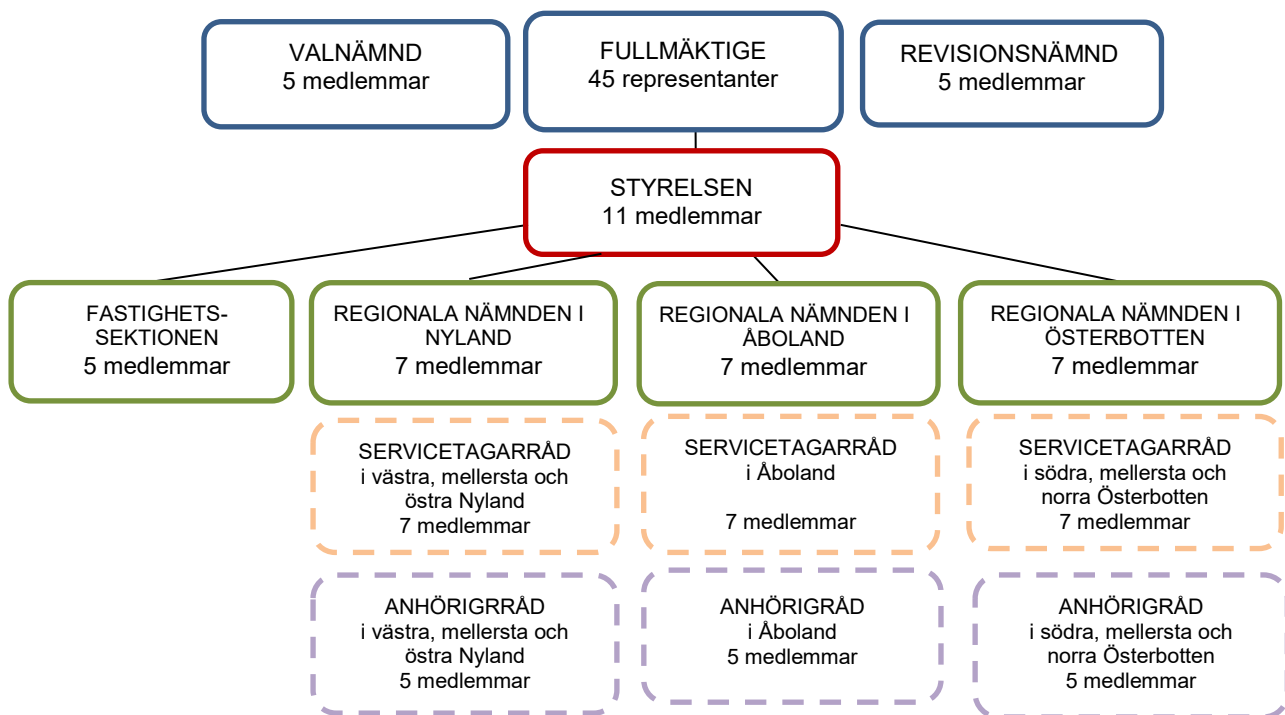 VALNÄMND
5 medlemmar
FULLMÄKTIGE
45 representanter
REVISIONSNÄMND
5 medlemmar
STYRELSEN
11 medlemmar
FASTIGHETS-
SEKTIONEN
5 medlemmar
REGIONALA NÄMNDEN I
NYLAND
7 medlemmar
REGIONALA NÄMNDEN I
ÅBOLAND
7 medlemmar
REGIONALA NÄMNDEN I
ÖSTERBOTTEN
7 medlemmar
SERVICETAGARRÅD
i västra, mellersta och
östra Nyland
7 medlemmar
SERVICETAGARRÅD
i Åboland
7 medlemmar
SERVICETAGARRÅD
i södra, mellersta och
norra Österbotten
7 medlemmar
ANHÖRIGRRÅD
i västra, mellersta och
östra Nyland
5 medlemmar
ANHÖRIGRÅD
i Åboland
5 medlemmar
ANHÖRIGRÅD
i södra, mellersta och
norra Österbotten
5 medlemmar